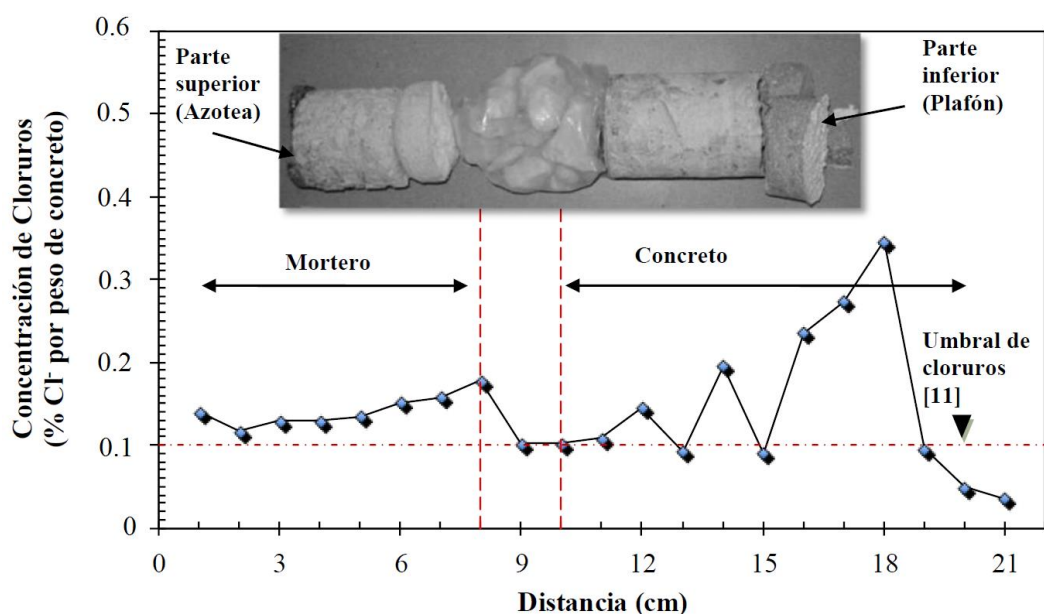 0.6
0.5
0.4
0.3
0.2
0.1
0
Concentración de Cloruros
(% Cl- por peso de concreto)
Parte
superior
(Azotea)
Parte
inferior
(Plafón)
Mortero
Concreto
Umbral de
cloruros
[11]
0 3 6 9 12 15 18 21
Distancia (cm)